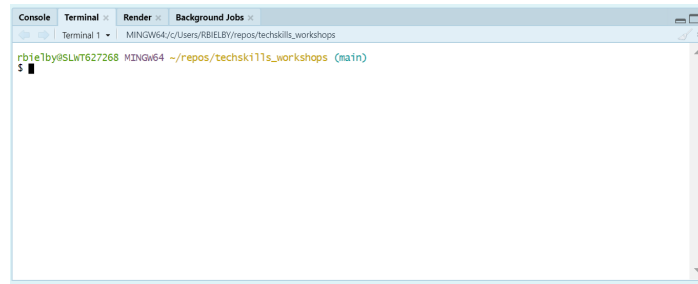 Console Terminal × Render × Background Jobs ×
Terminal 1 MINGW64:/c/Users/RBIELBY/repos/techskills_workshops
rbielby@SLWT627268 MINGW64 ~/repos/techskills_workshops (main)
$